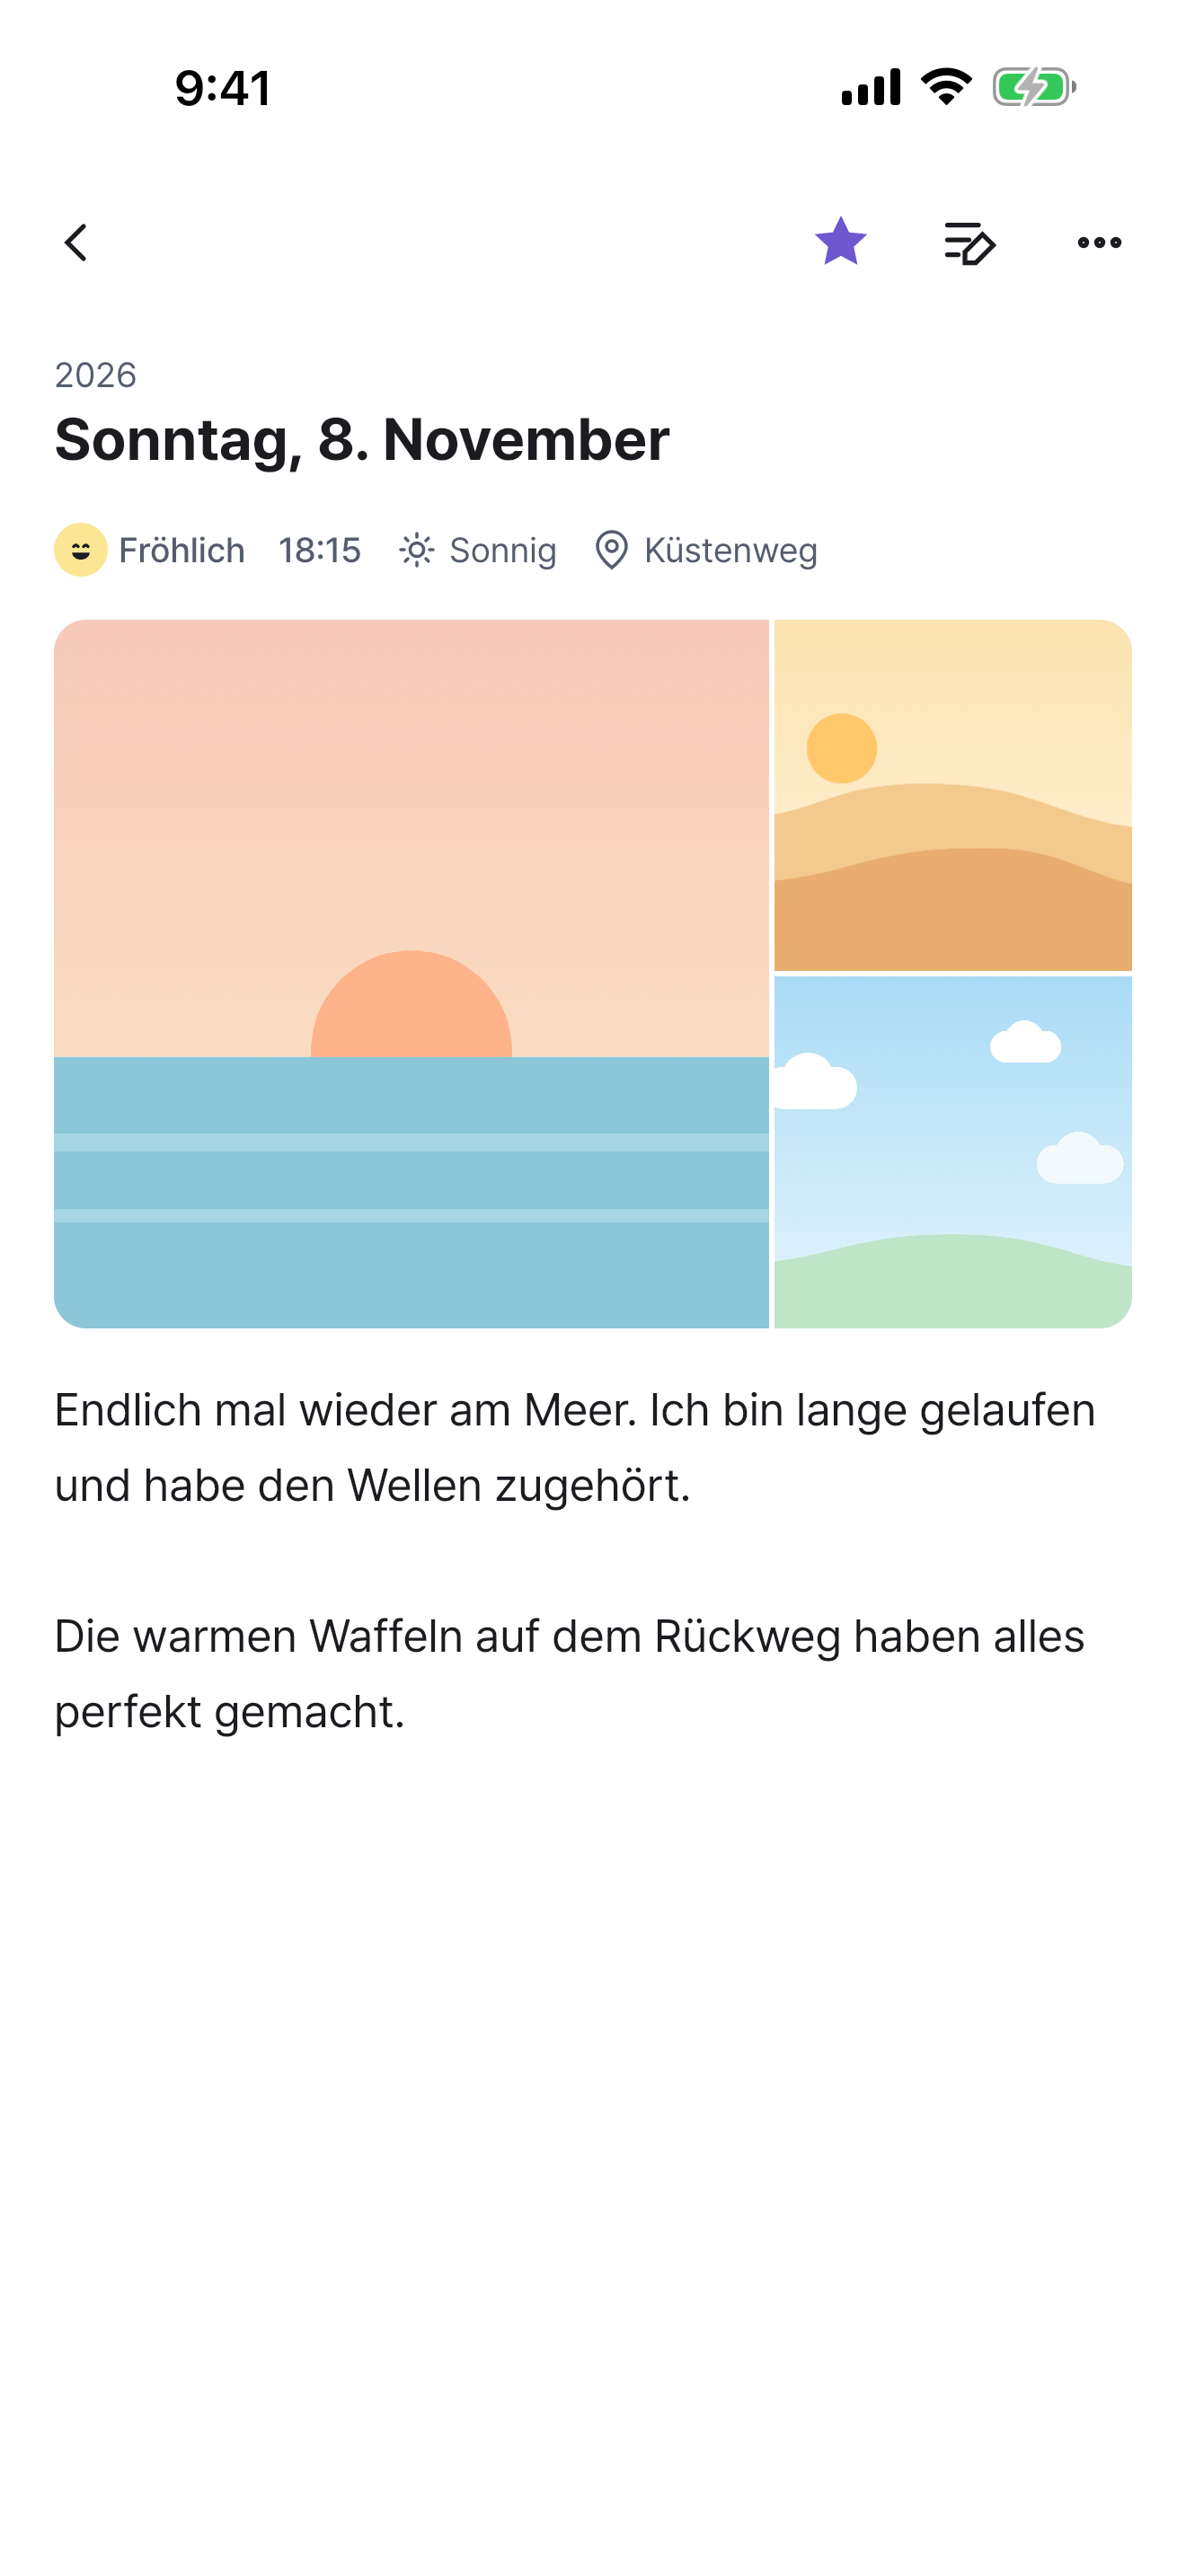 9:41
2026
Sonntag, 8. November
Fröhlich 18:15 Sonnig Küstenweg
Endlich mal wieder am Meer. Ich bin lange gelaufen
und habe den Wellen zugehört.
Die warmen Waffeln auf dem Rückweg haben alles
perfekt gemacht.